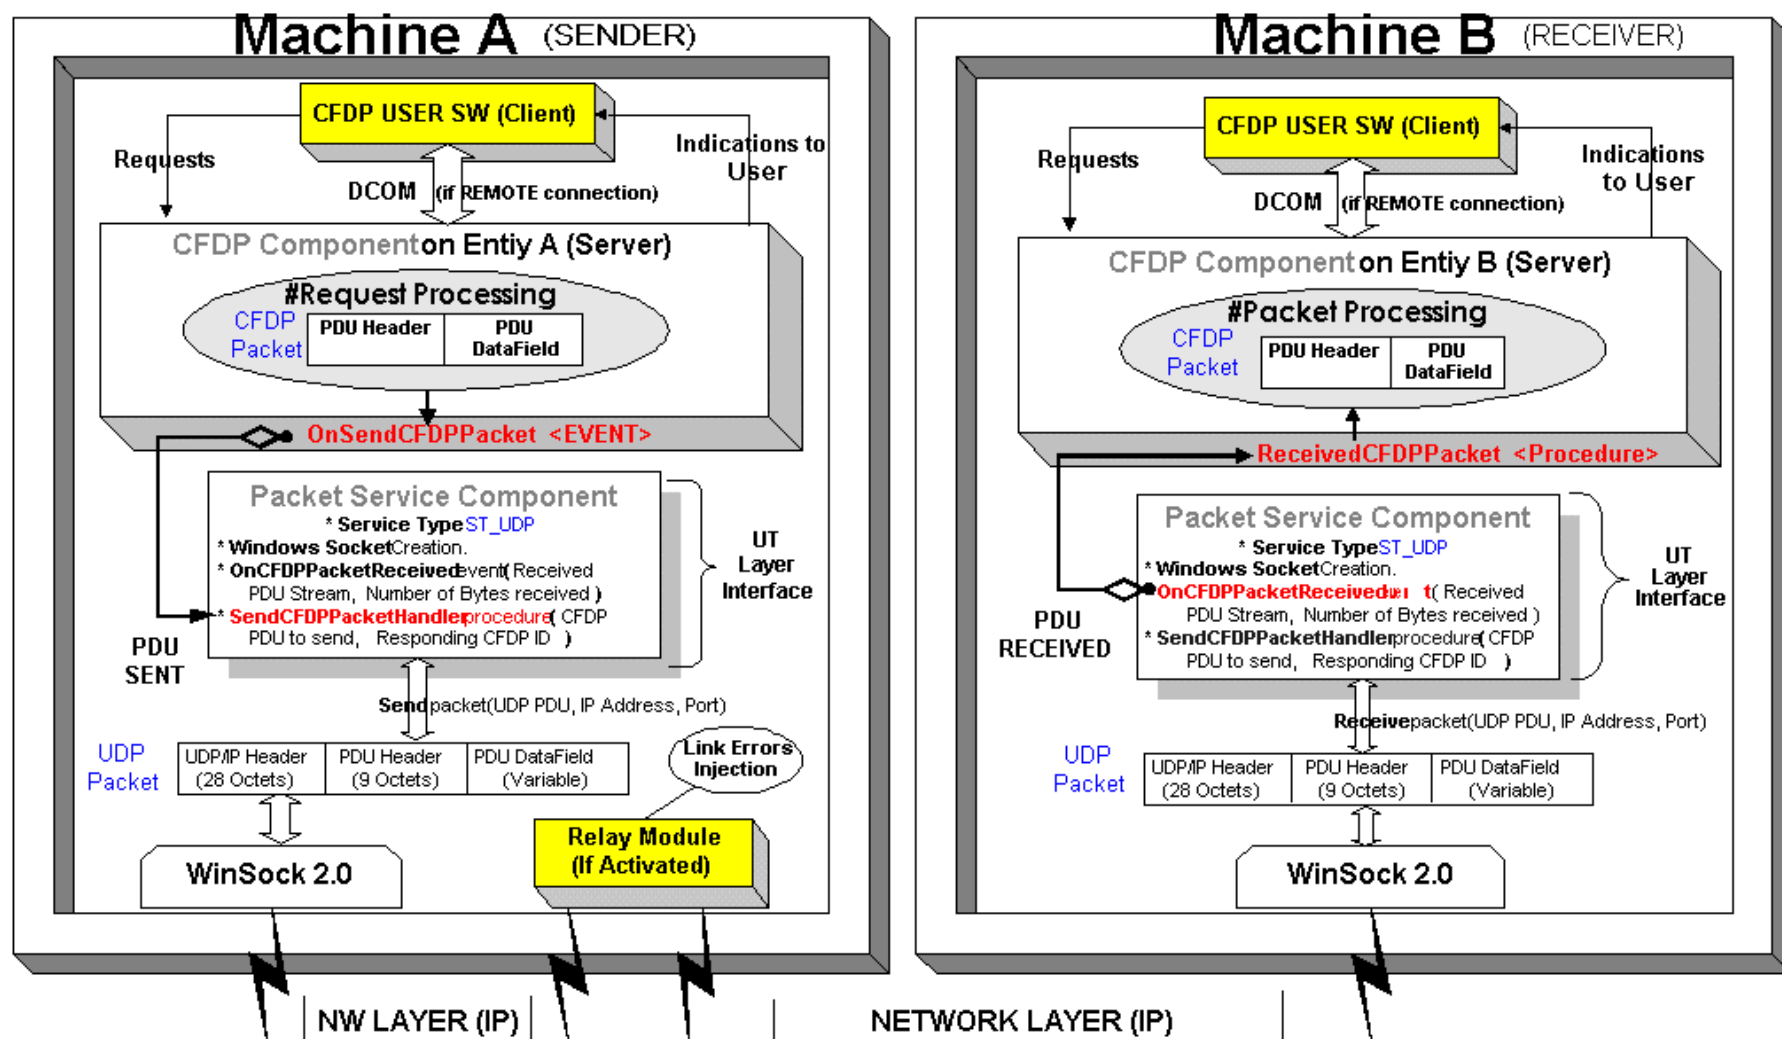 Machine A (SENDER)
CFDP USER SW (Client)
Requests
Indications to
User
DCOM (if REMOTE connection)
CFDP Component on Entiy A (Server)
#Request Processing
CFDP
Packet
PDU Header
PDU
DataField
OnSendCFDPPacket <EVENT>
Packet Service Component
* Service Type ST_UDP
* Windows Socket Creation.
* OnCFDPPacketReceived event( Received
PDU Stream, Number of Bytes received )
* SendCFDPPacketHandler procedure( CFDP
PDU to send, Responding CFDP ID )
UT
Layer
Interface
PDU
SENT
Send packet(UDP PDU, IP Address, Port)
UDP
Packet
UDP/IP Header
(28 Octets)
PDU Header
(9 Octets)
PDU DataField
(Variable)
Link Errors
Injection
WinSock 2.0
Relay Module
(If Activated)
NW LAYER (IP)
Machine B (RECEIVER)
CFDP USER SW (Client)
Requests
Indications
to User
DCOM (if REMOTE connection)
CFDP Component on Entiy B (Server)
#Packet Processing
CFDP
Packet
PDU Header
PDU
DataField
ReceivedCFDPPacket <Procedure>
Packet Service Component
* Service Type ST_UDP
* Windows Socket Creation.
OnCFDPPacketReceived ( Received
PDU Stream, Number of Bytes received )
* SendCFDPPacketHandler procedure( CFDP
PDU to send, Responding CFDP ID )
UT
Layer
Interface
PDU
RECEIVED
Receive packet(UDP PDU, IP Address, Port)
UDP
Packet
UDP/IP Header
(28 Octets)
PDU Header
(9 Octets)
PDU DataField
(Variable)
WinSock 2.0
NETWORK LAYER (IP)